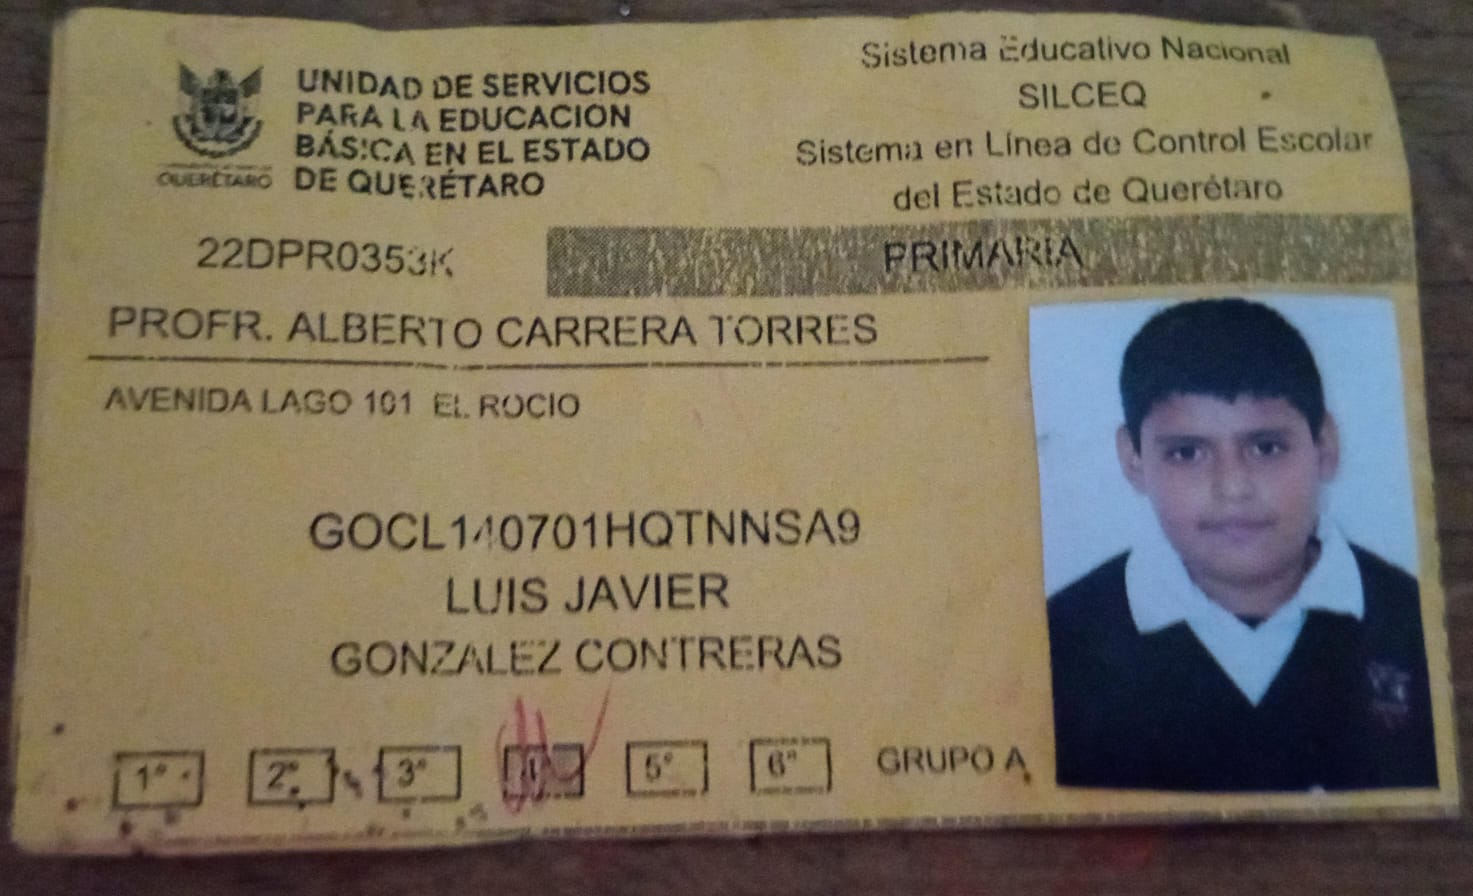 UNIDAD DE SERVICIOS
PARA LA EDUCACION
BÁSICA EN EL ESTADO
DE QUERÉTARO
QUERÉTARO
Sistema Educativo Nacional
SILCEQ
Sistema en Línea de Control Escolar
del Estado de Querétaro
22DPR0353K
PRIMARIA
PROFR. ALBERTO CARRERA TORRES
AVENIDA LAGO 101 EL ROCIO
GOCL140701HQTNNSA9
LUIS JAVIER
GONZALEZ CONTRERAS
1° 2° 3° 4 5° 6° GRUPO A